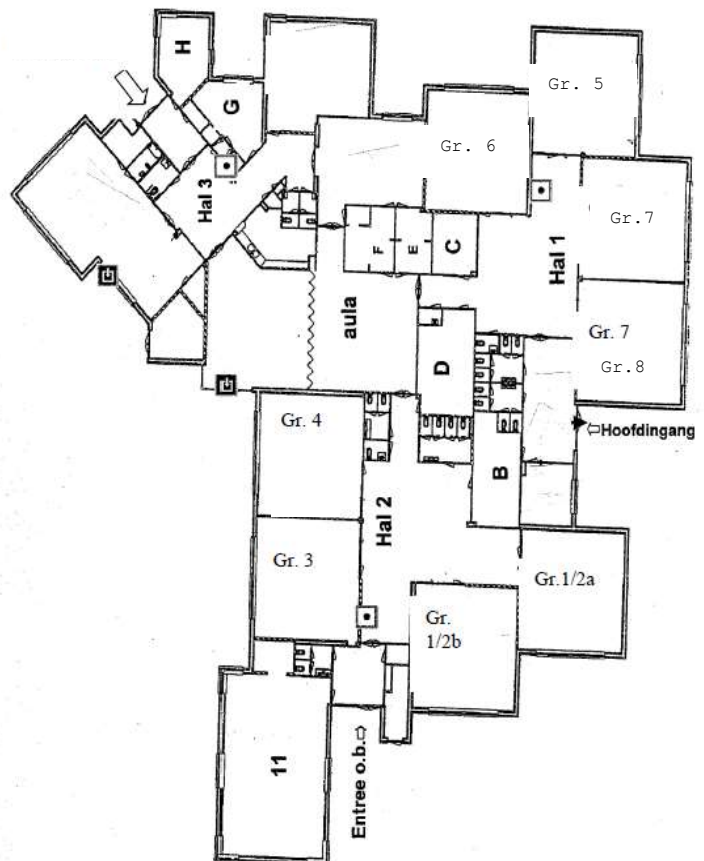 H
G
Gr. 5
Gr. 6
Hal 3
Gr.7
F
E
C
Hal 1
aula
Gr. 7
Gr.8
D
Gr. 4
Hoofdingang
B
Hal 2
Gr. 3
Gr.1/2a
Gr.
1/2b
11
Entree o.b.